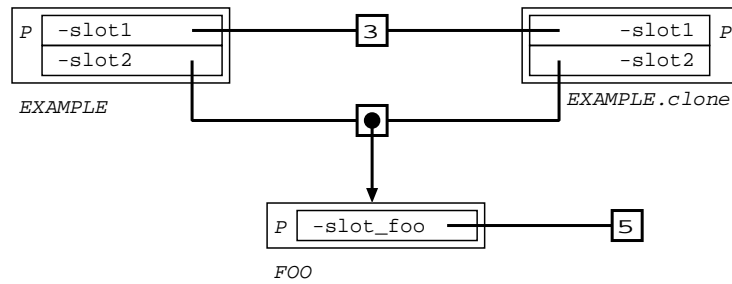 P -slot1 3 -slot1 P
-slot2 -slot2
EXAMPLE EXAMPLE.clone
P -slot_foo 5
FOO